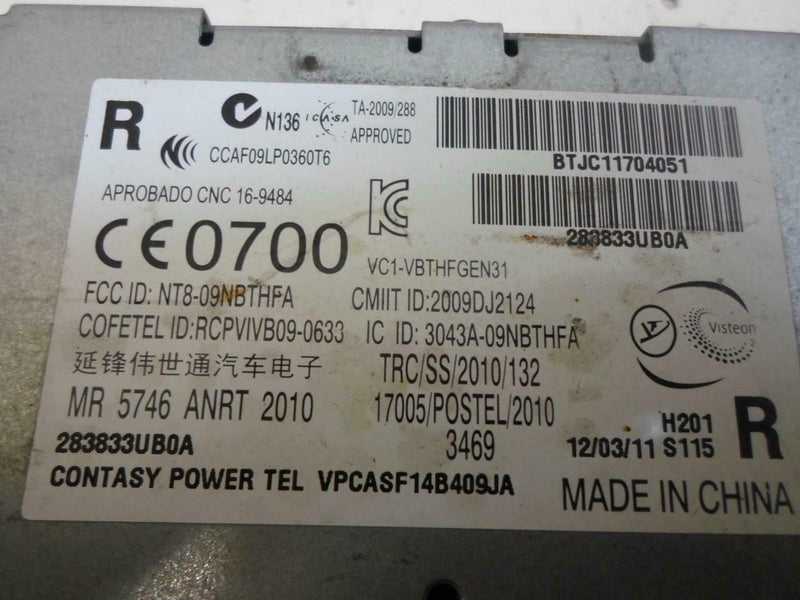 R N136 ICASA TA-2009/288
APPROVED
CCAF09LP0360T6
BTJC11704051
APROBADO CNC 16-9484
283833UB0A
CE0700
VC1-VBTHFGEN31
FCC ID: NT8-09NBTHFA CMIIT ID:2009DJ2124
COFETEL ID:RCPVIVB09-0633 IC ID: 3043A-09NBTHFA
Visteon
延锋伟世通汽车电子 TRC/SS/2010/132
MR 5746 ANRT 2010 17005/POSTEL/2010
H201 R
283833UB0A 3469 12/03/11 S115
CONTASY POWER TEL VPCASF14B409JA
MADE IN CHINA